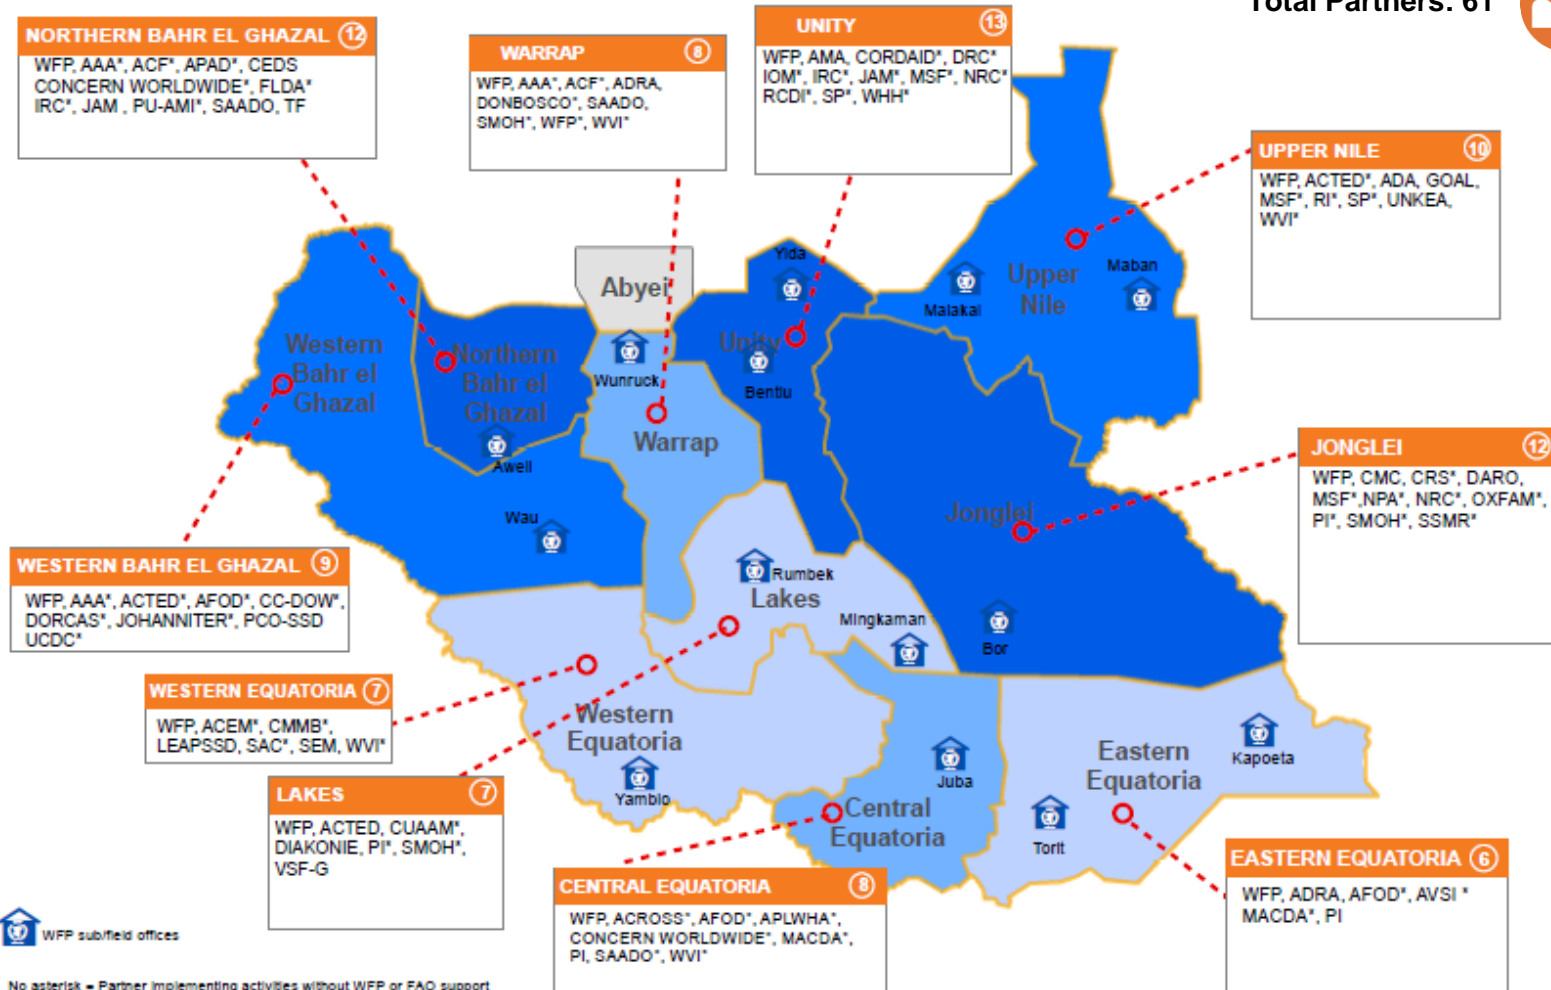 Total Partners: 61
NORTHERN BAHR EL GHAZAL 12
WFP, AAA*, ACF*, APAD*, CEDS
CONCERN WORLDWIDE*, FLDA*
IRC*, JAM , PU-AMI*, SAADO, TF
WARRAP 8
WFP, AAA*, ACF*, ADRA,
DONBOSCO*, SAADO,
SMOH*, WFP*, WVI*
UNITY 13
WFP, AMA, CORDAID*, DRC*
IOM*, IRC*, JAM*, MSF*, NRC*
RCDI*, SP*, WHH*
UPPER NILE 10
WFP, ACTED*, ADA, GOAL,
MSF*, RI*, SP*, UNKEA,
WVI*
Abyei
Yida
Upper
Nile
Maban
Malakal
Western
Bahr el
Ghazal
Northern
Bahr el
Ghazal
Unity
Wunruck
Bentiu
Warrap
Awell
Wau
Jonglei
JONGLEI 12
WFP, CMC, CRS*, DARO,
MSF*,NPA*, NRC*, OXFAM*,
PI*, SMOH*, SSMR*
WESTERN BAHR EL GHAZAL 9
WFP, AAA*, ACTED*, AFOD*, CC-DOW*,
DORCAS*, JOHANNITER*, PCO-SSD
UCDC*
Rumbek
Lakes
Mingkaman
Bor
WESTERN EQUATORIA 7
WFP, ACEM*, CMMB*,
LEAPSSD, SAC*, SEM, WVI*
Western
Equatoria
Yambio
Juba
Eastern
Equatoria
Kapoeta
LAKES 7
WFP, ACTED, CUAAM*,
DIAKONIE, PI*, SMOH*,
VSF-G
Central
Equatoria
Torit
CENTRAL EQUATORIA 8
WFP, ACROSS*, AFOD*, APLWHA*,
CONCERN WORLDWIDE*, MACDA*,
PI, SAADO*, WVI*
EASTERN EQUATORIA 6
WFP, ADRA, AFOD*, AVSI *
MACDA*, PI
WFP sub/field offices
No asterisk = Partner implementing activities without WFP or FAO support